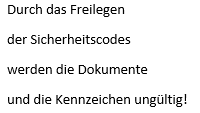 Durch das Freilegen
der Sicherheitscodes
werden die Dokumente
und die Kennzeichen ungültig!